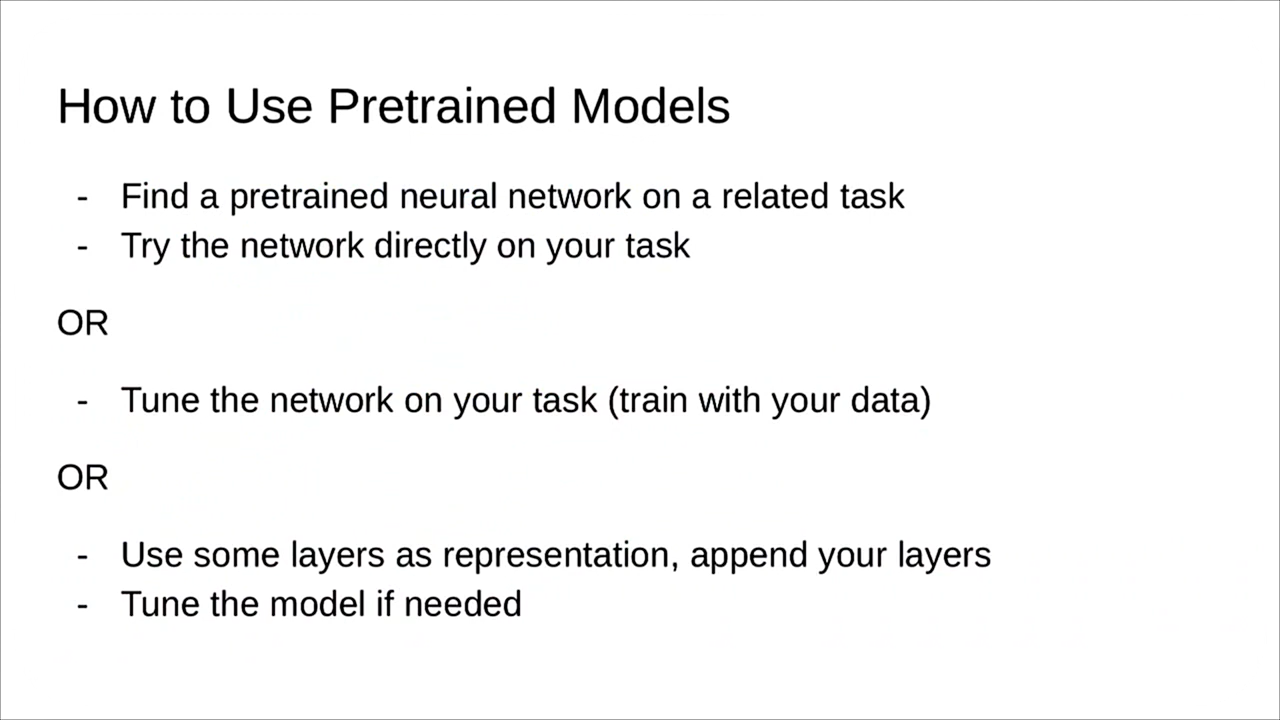 How to Use Pretrained Models
- Find a pretrained neural network on a related task
- Try the network directly on your task
OR
- Tune the network on your task (train with your data)
OR
- Use some layers as representation, append your layers
- Tune the model if needed